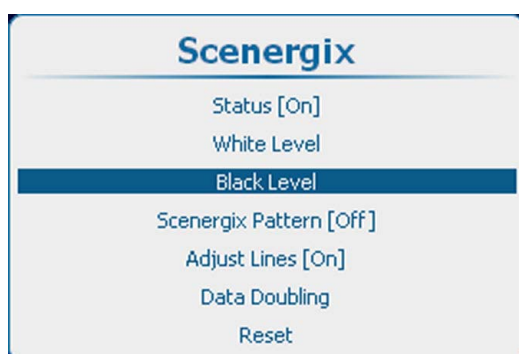 Scenergix
Status [On]
White Level
Black Level
Scenergix Pattern [Off]
Adjust Lines [On]
Data Doubling
Reset